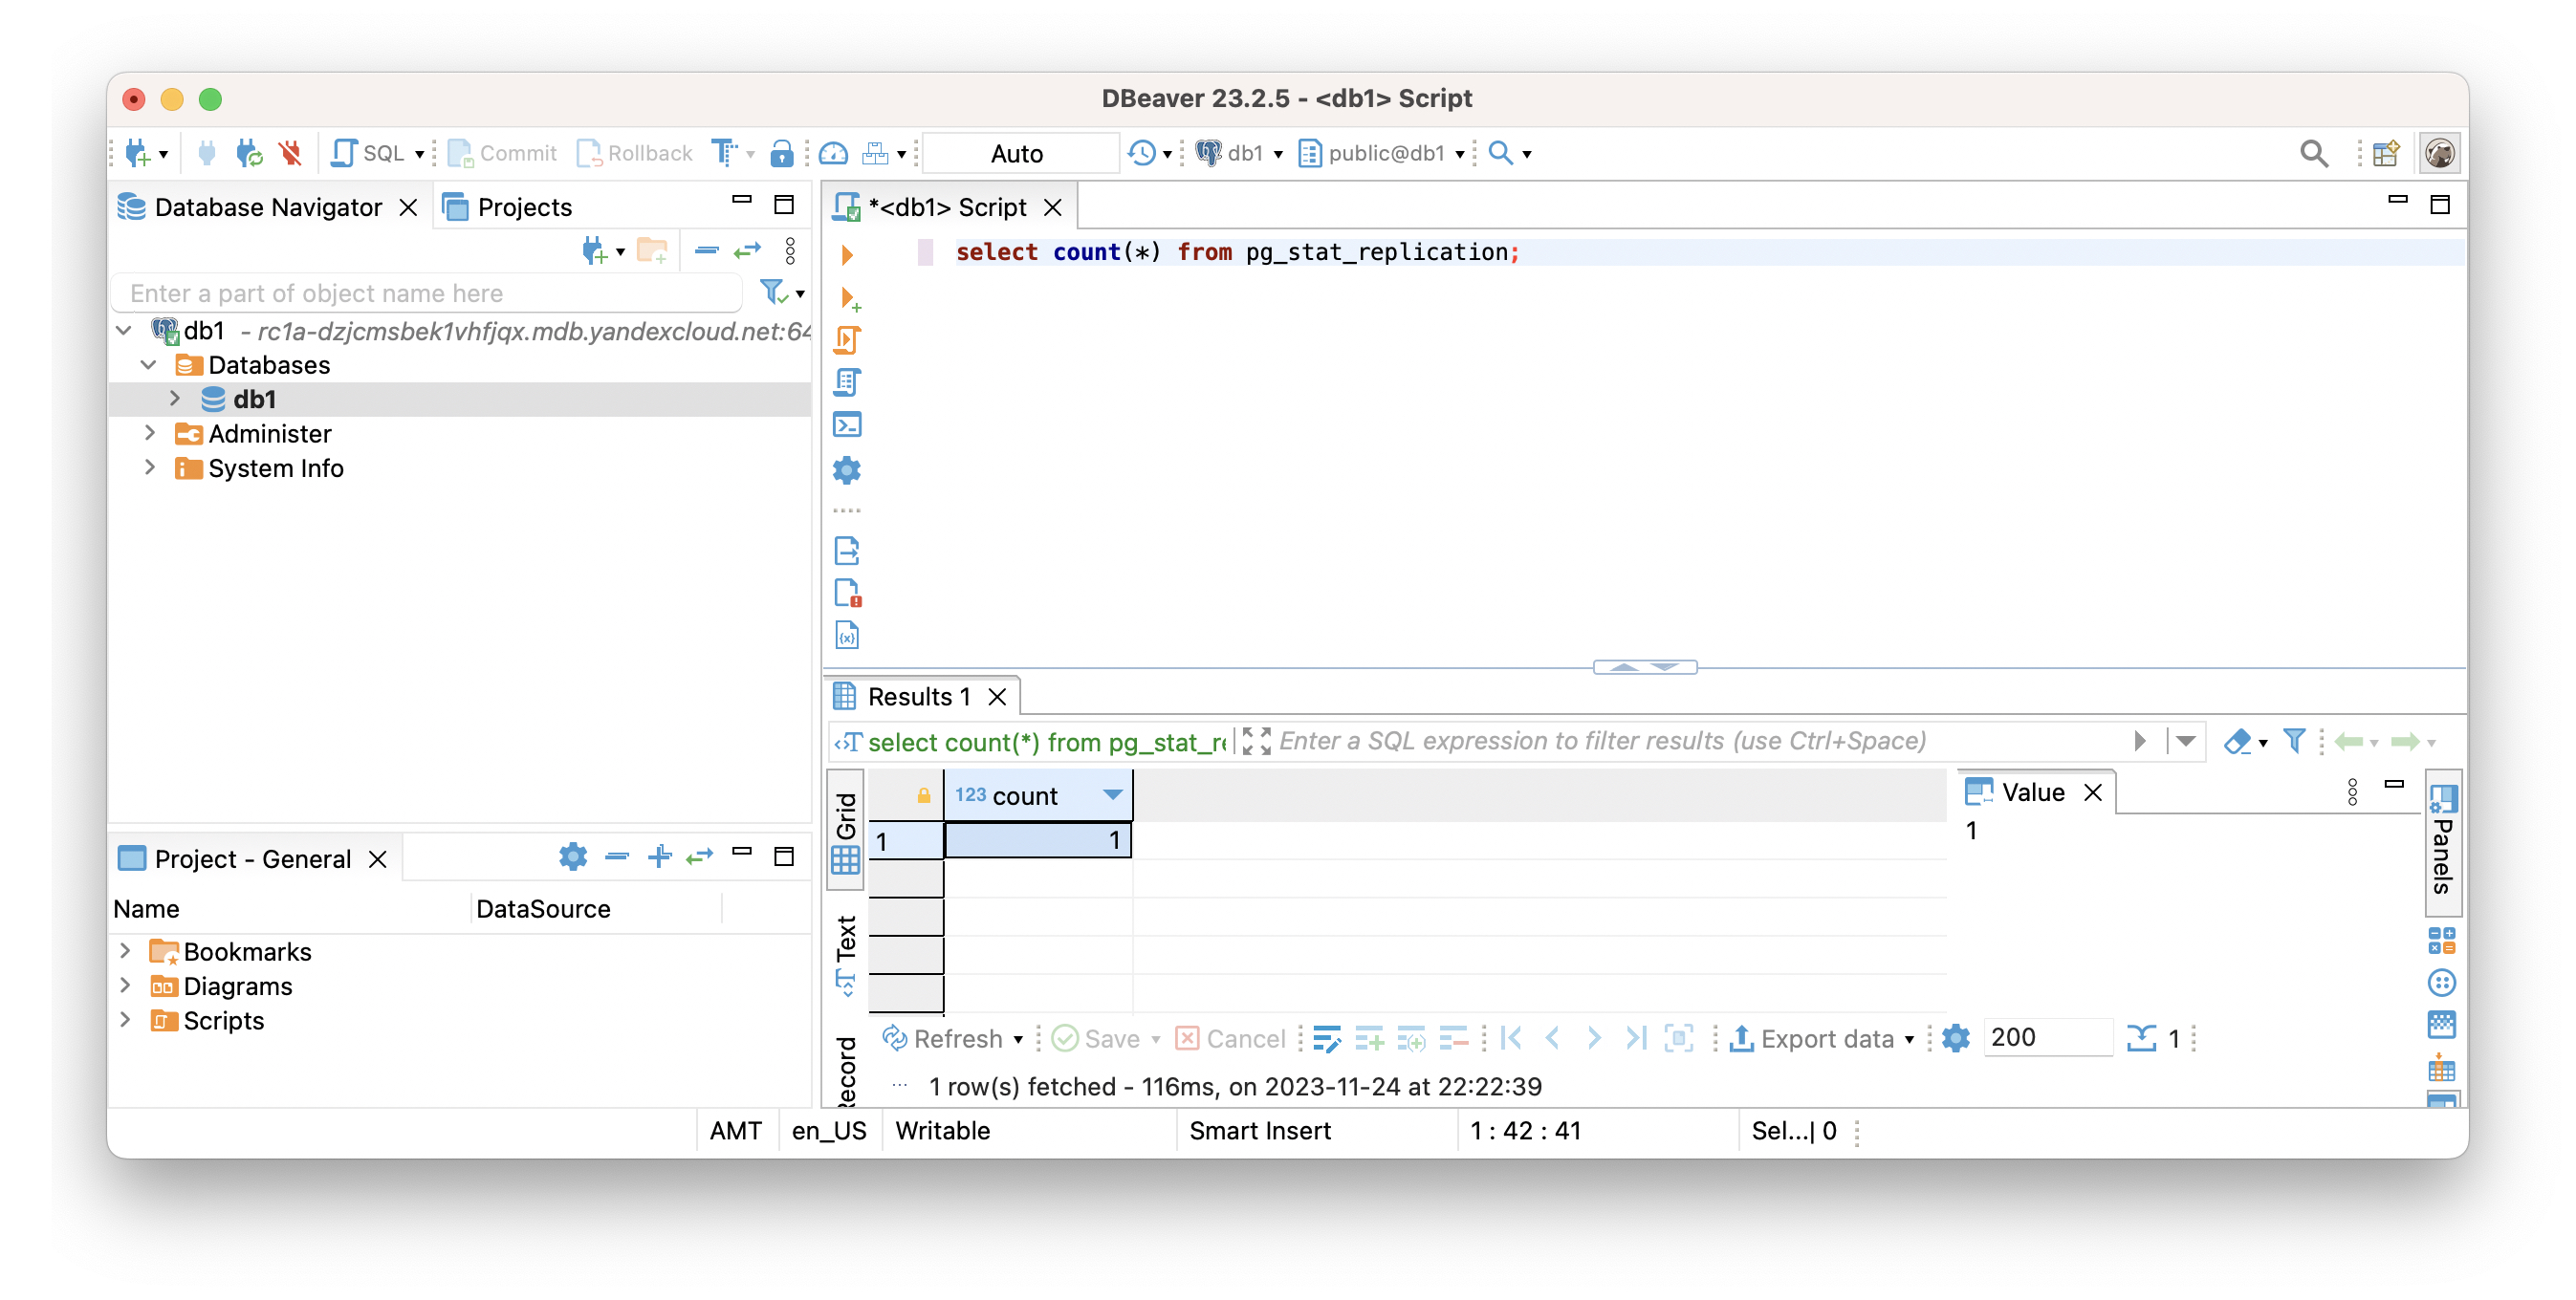 DBeaver 23.2.5 - <db1> Script
SQL Commit Rollback Auto db1 public@db1
Database Navigator Projects
Enter a part of object name here
db1 - rc1a-dzjcmsbek1vhfjqx.mdb.yandexcloud.net:64
Databases
db1
Administer
System Info
Project - General
Name DataSource
Bookmarks
Diagrams
Scripts
*<db1> Script
select count(*) from pg_stat_replication;
Results 1
select count(*) from pg_stat_re Enter a SQL expression to filter results (use Ctrl+Space)
Grid
Text
Record
123 count
1 1
Value
1
Panels
Refresh Save Cancel Export data 200 1
... 1 row(s) fetched - 116ms, on 2023-11-24 at 22:22:39
AMT en_US Writable Smart Insert 1 : 42 : 41 Sel...| 0